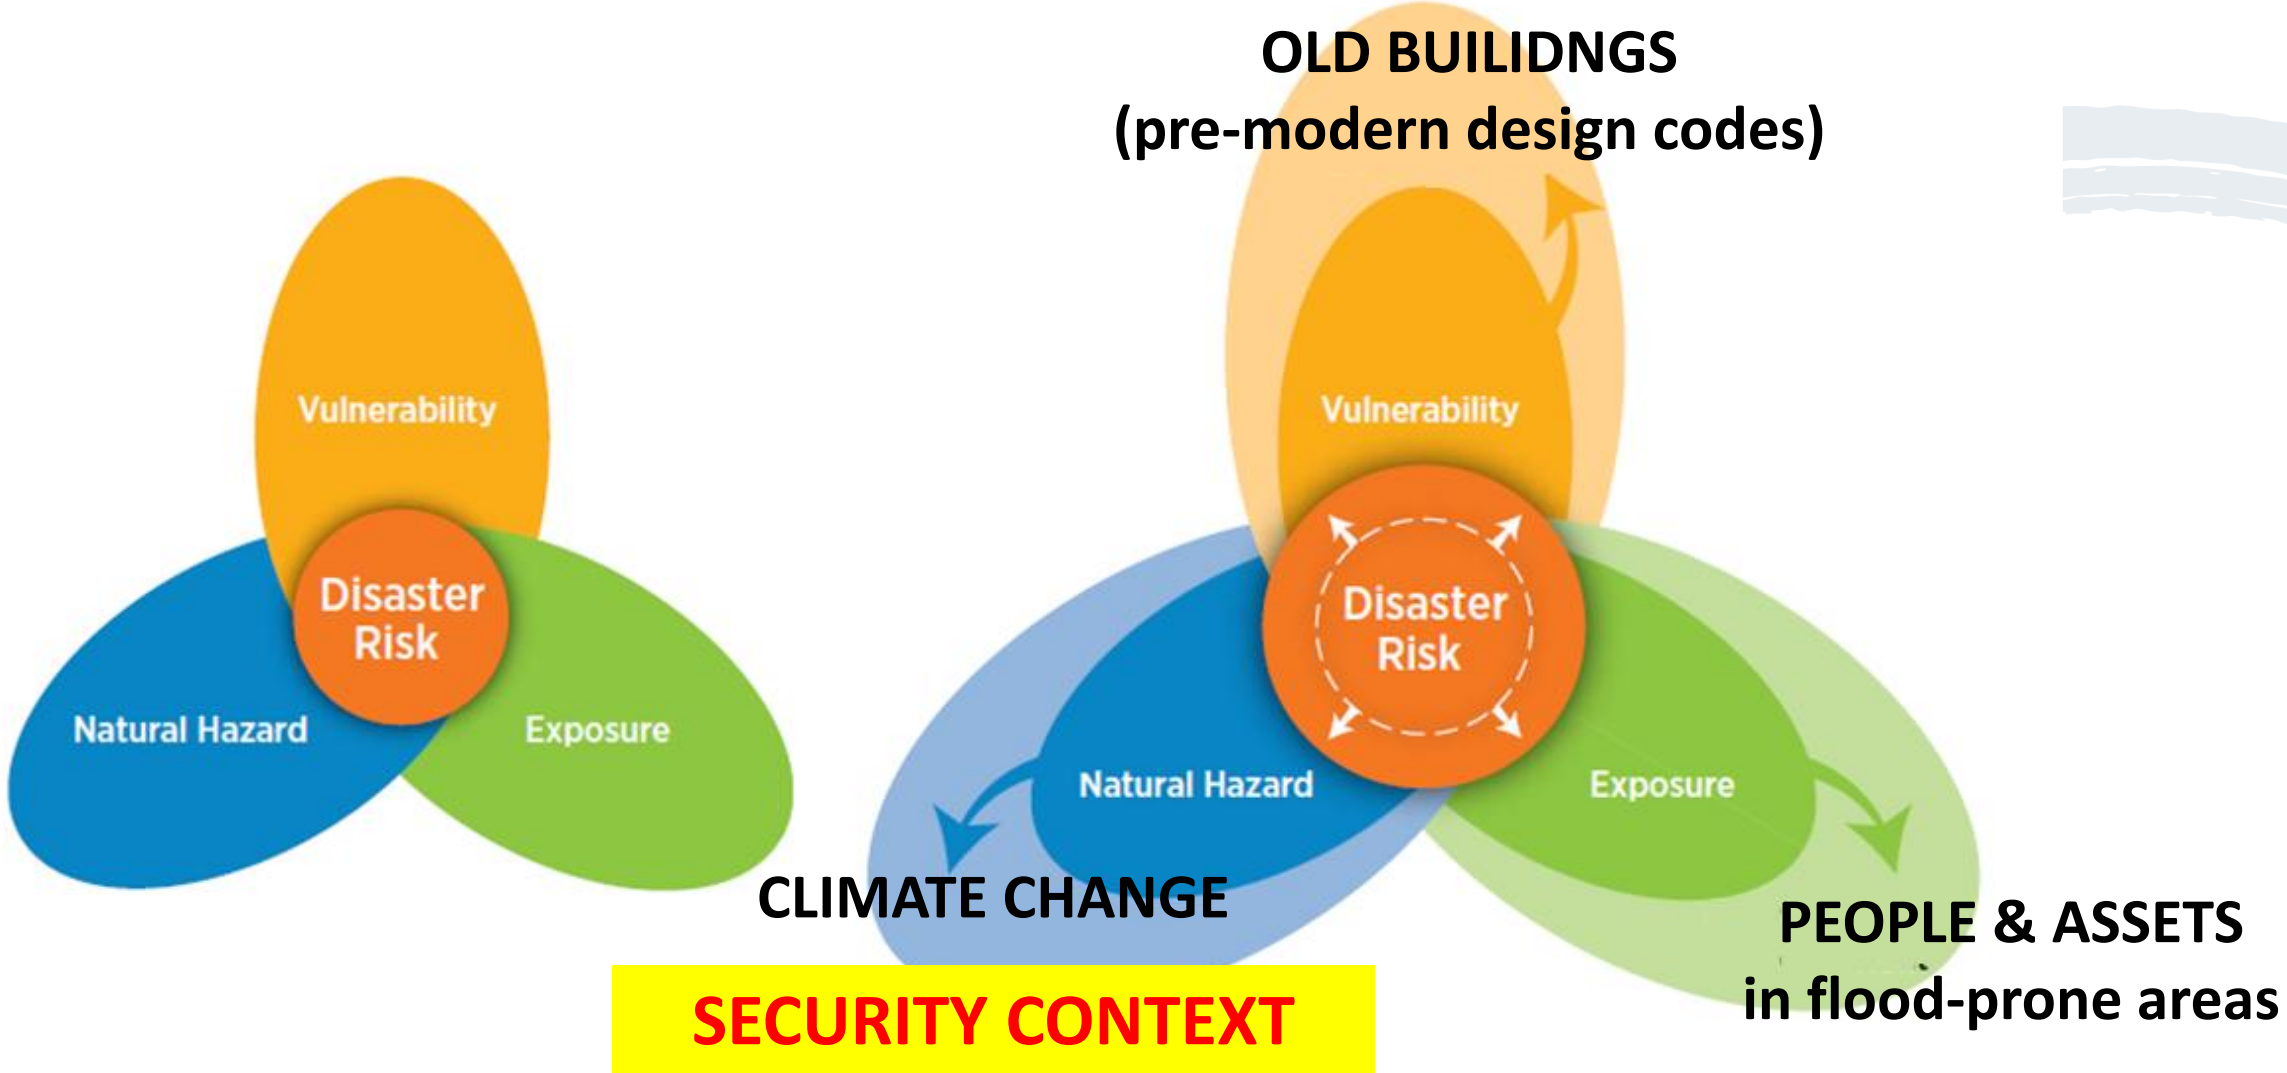 OLD BUILIDNGS
(pre-modern design codes)
Vulnerability
Disaster
Risk
Natural Hazard
Exposure
Vulnerability
Disaster
Risk
Natural Hazard
Exposure
CLIMATE CHANGE
PEOPLE & ASSETS
in flood-prone areas
SECURITY CONTEXT